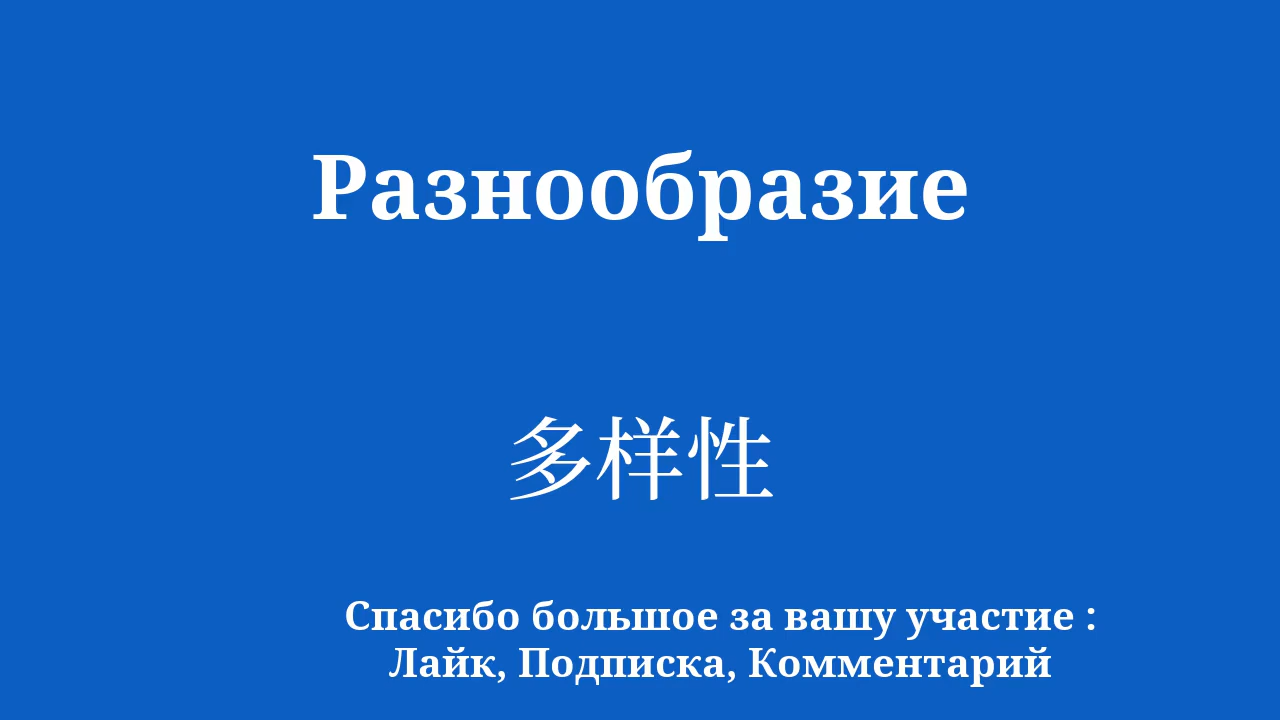 Разнообразие
多样性
Спасибо большое за вашу участие :
Лайк, Подписка, Комментарий